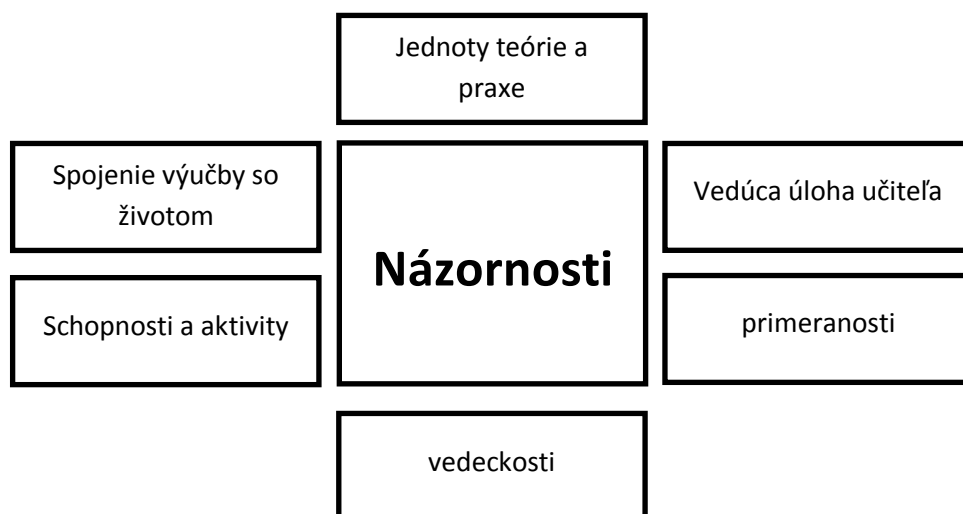 Jednoty teórie a
praxe
Spojenie výučby so
životom
Vedúca úloha učiteľa
Názornosti
Schopnosti a aktivity
primeranosti
vedeckosti